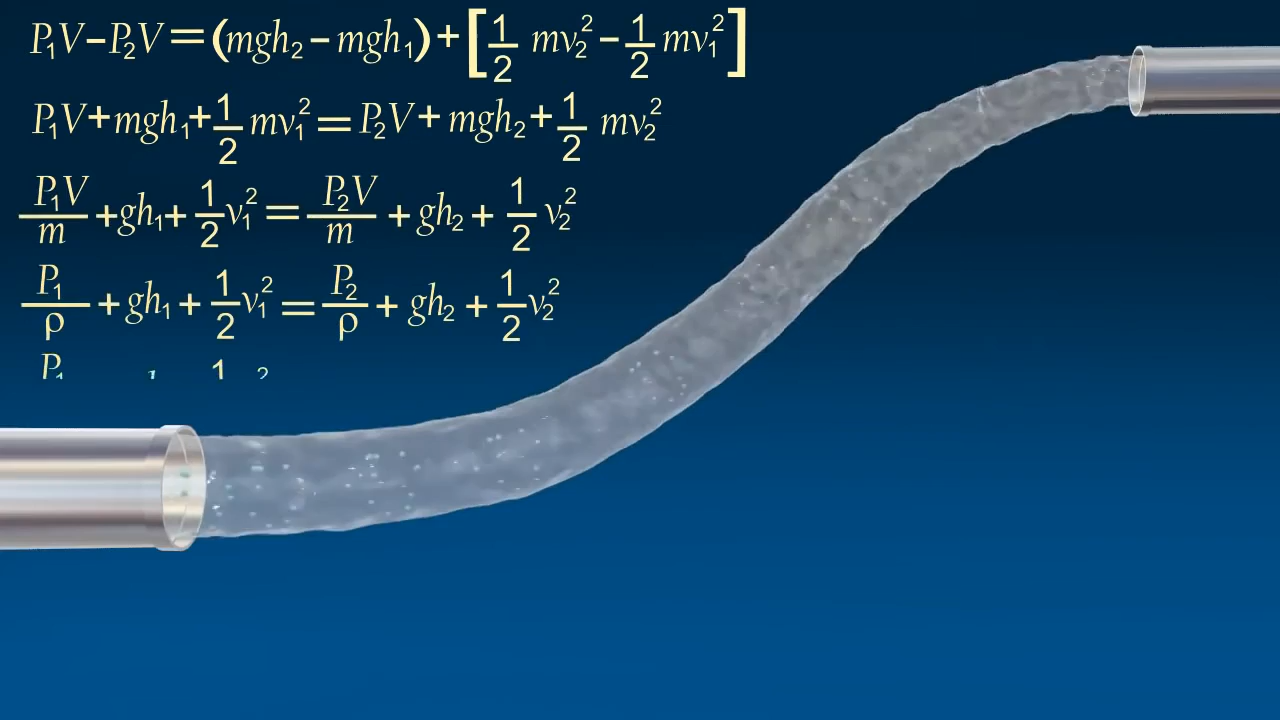 P₁V−P₂V=(mgh₂−mgh₁)+[1/2 mv₂²−1/2 mv₁²]
P₁V+mgh₁+1/2 mv₁²=P₂V+mgh₂+1/2 mv₂²
P₁V/m+gh₁+1/2 v₁²=P₂V/m+gh₂+1/2 v₂²
P₁/ρ+gh₁+1/2 v₁²=P₂/ρ+gh₂+1/2 v₂²